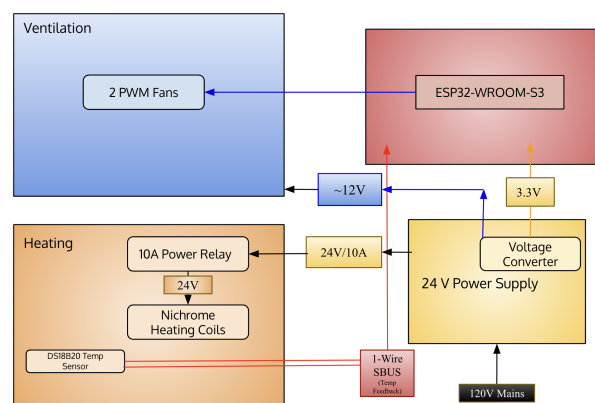 Ventilation
2 PWM Fans
ESP32-WROOM-S3
~12V
3.3V
Heating
10A Power Relay
24V/10A
Voltage
Converter
24V
24 V Power Supply
Nichrome
Heating Coils
DS18B20 Temp
Sensor
1-Wire
SBUS
(Temp
Feedback)
120V Mains